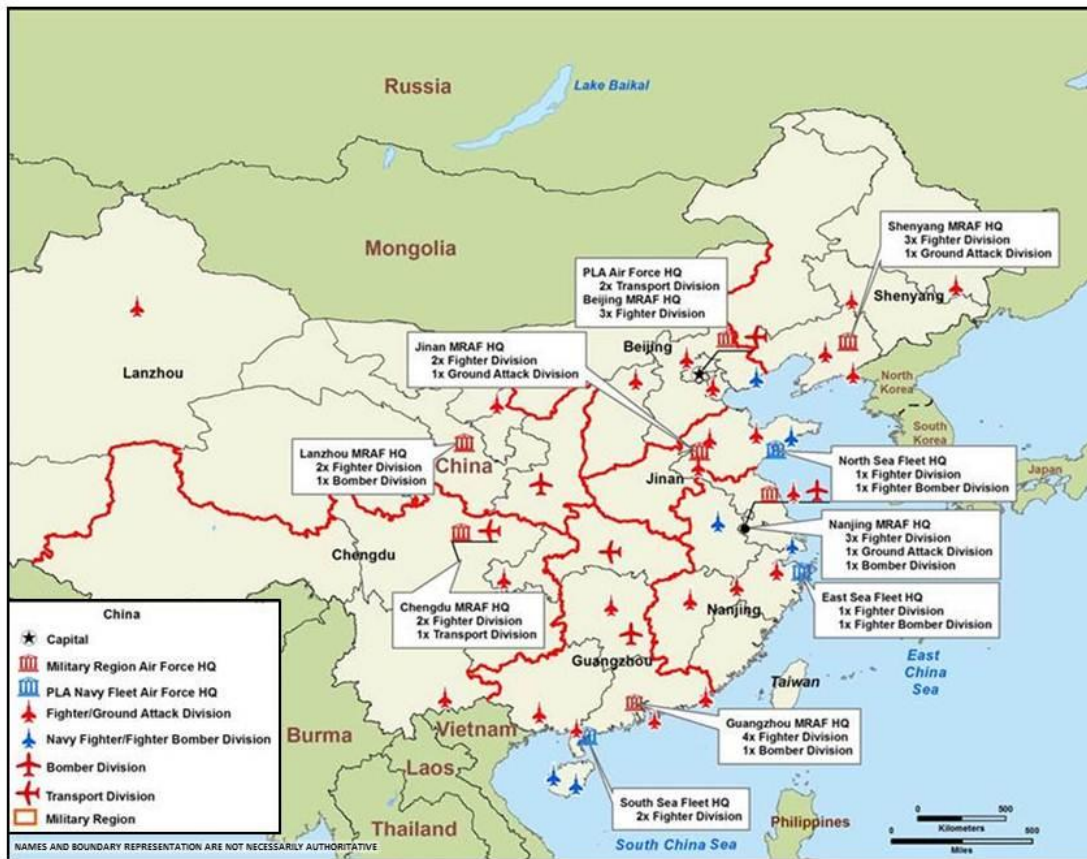 Russia
Lake Baikal
Mongolia
Shenyang MRAF HQ
3x Fighter Division
1x Ground Attack Division
PLA Air Force HQ
2x Transport Division
Beijing MRAF HQ
3x Fighter Division
Shenyang
Jinan MRAF HQ
2x Fighter Division
1x Ground Attack Division
Beijing
Lanzhou
North
Korea
South
Korea
Japan
Lanzhou MRAF HQ
2x Fighter Division
1x Bomber Division
China
Jinan
North Sea Fleet HQ
1x Fighter Division
1x Fighter Bomber Division
Nanjing MRAF HQ
3x Fighter Division
1x Ground Attack Division
1x Bomber Division
Chengdu
Chengdu MRAF HQ
2x Fighter Division
1x Transport Division
Nanjing
East Sea Fleet HQ
1x Fighter Division
1x Fighter Bomber Division
East
China
Sea
Guangzhou
Taiwan
Guangzhou MRAF HQ
4x Fighter Division
1x Bomber Division
Burma
Vietnam
Laos
Thailand
South Sea Fleet HQ
2x Fighter Division
South China Sea
Philippines
China
Capital
Military Region Air Force HQ
PLA Navy Fleet Air Force HQ
Fighter/Ground Attack Division
Navy Fighter/Fighter Bomber Division
Bomber Division
Transport Division
Military Region
0 500
Kilometers
0 500
Miles
NAMES AND BOUNDARY REPRESENTATION ARE NOT NECESSARILY AUTHORITATIVE